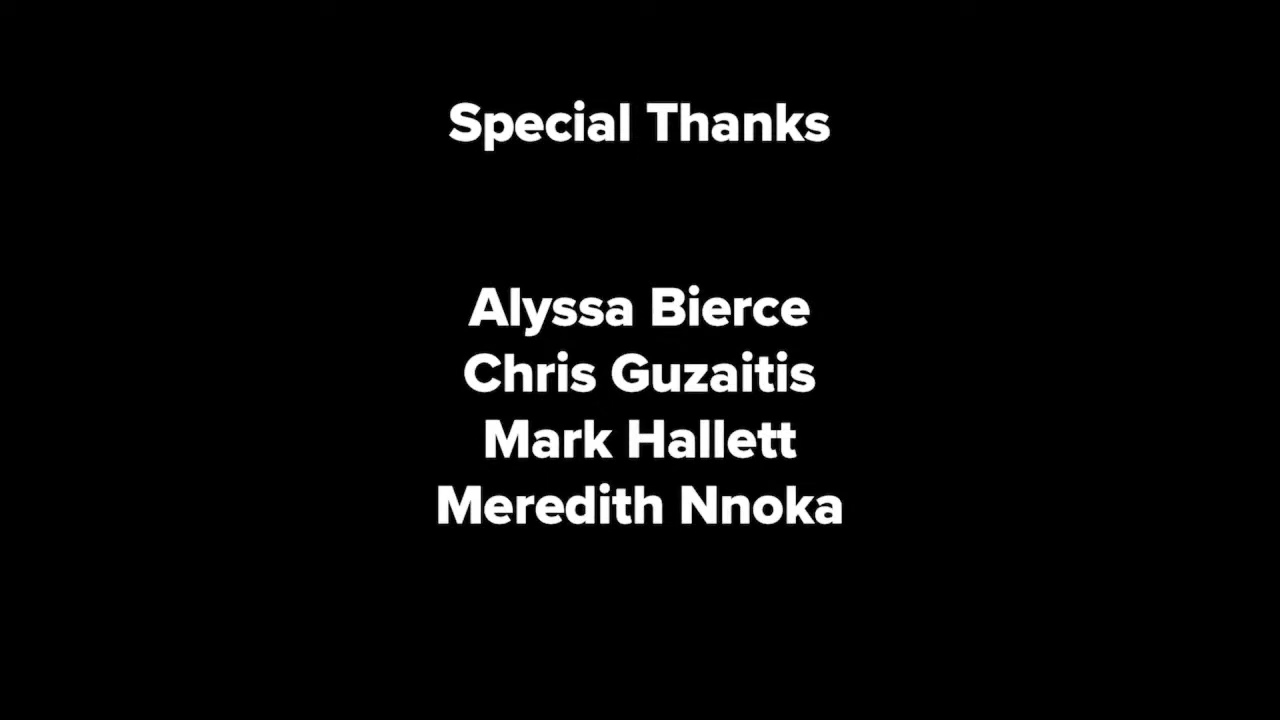 Special Thanks
Alyssa Bierce
Chris Guzaitis
Mark Hallett
Meredith Nnoka